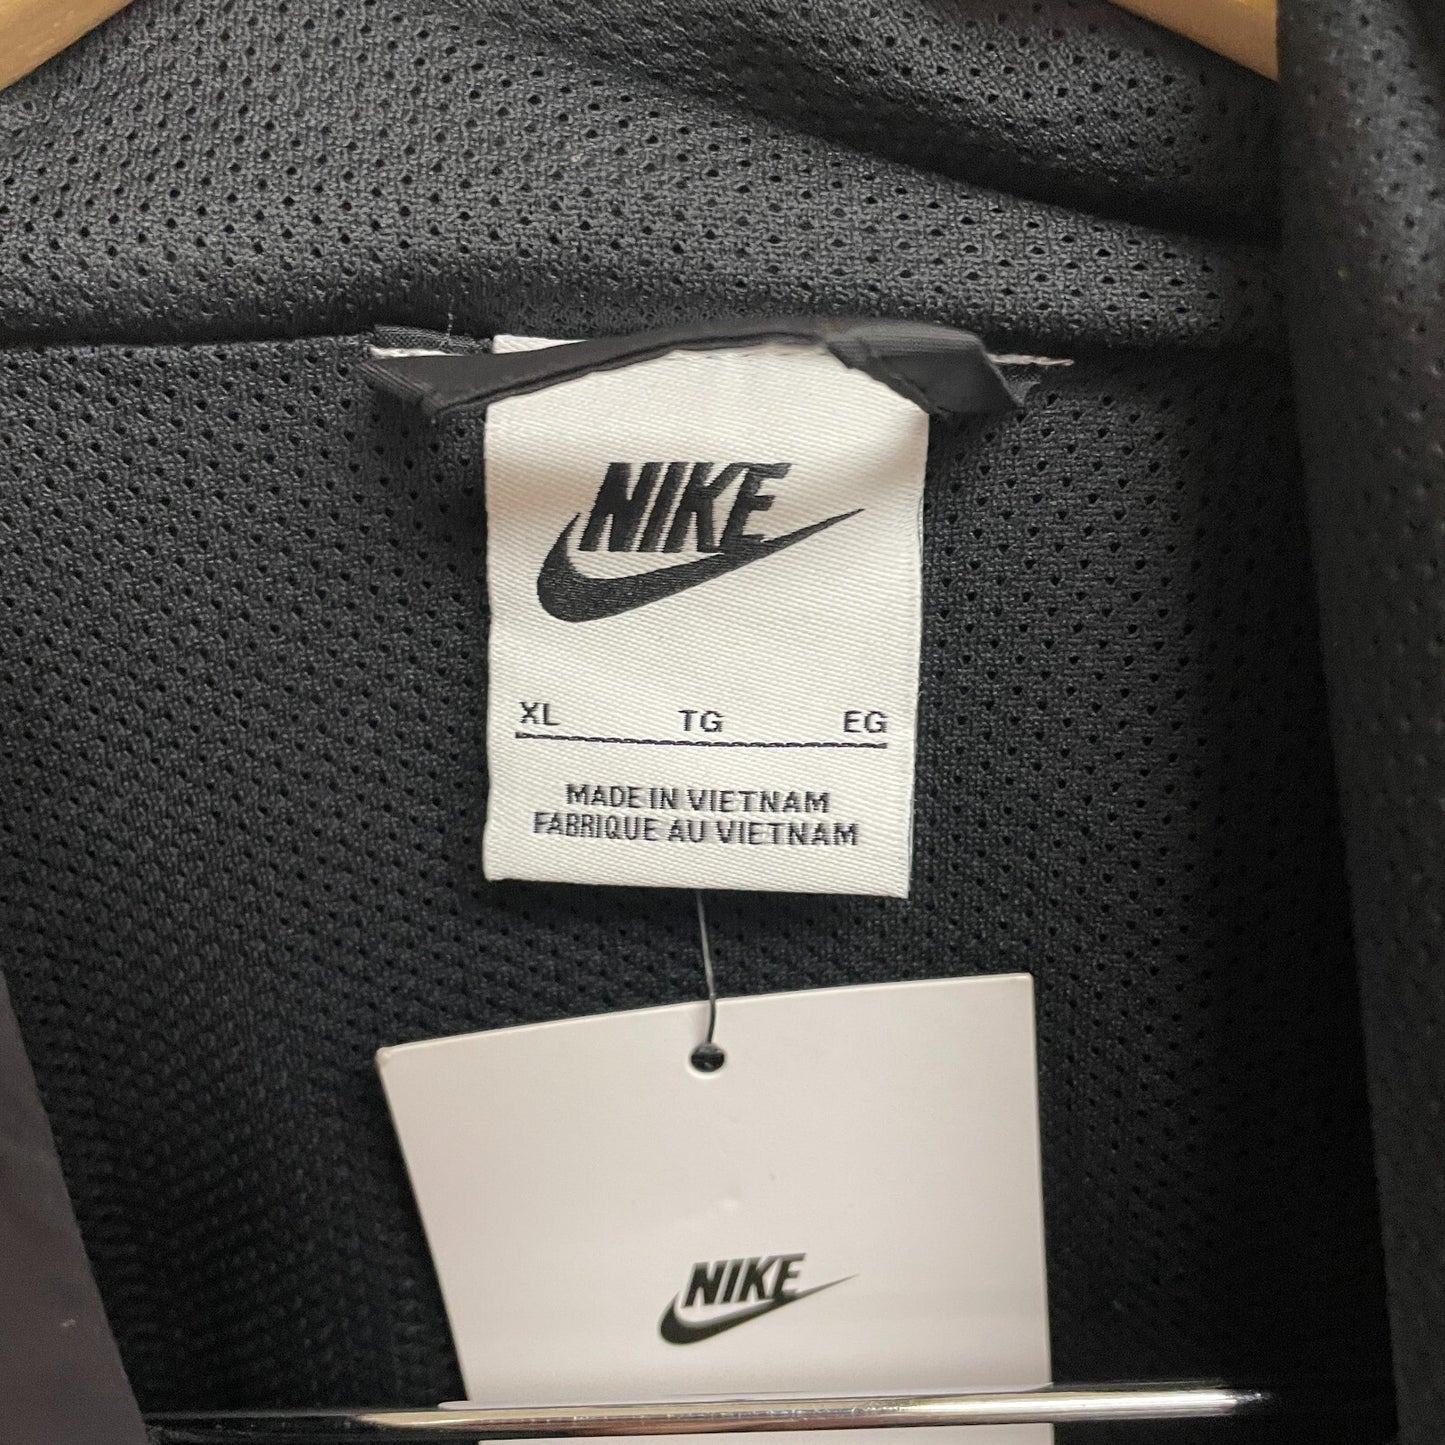 NIKE
XL TG EG
MADE IN VIETNAM
FABRIQUE AU VIETNAM
NIKE